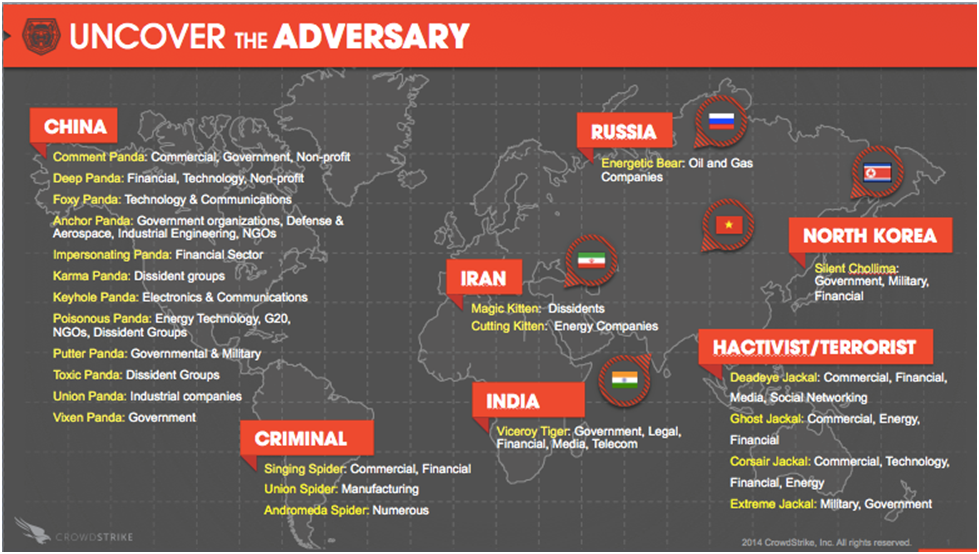 UNCOVER THE ADVERSARY
CHINA
Comment Panda: Commercial, Government, Non-profit
Deep Panda: Financial, Technology, Non-profit
Foxy Panda: Technology & Communications
Anchor Panda: Government organizations, Defense &
Aerospace, Industrial Engineering, NGOs
Impersonating Panda: Financial Sector
Karma Panda: Dissident groups
Keyhole Panda: Electronics & Communications
Poisonous Panda: Energy Technology, G20,
NGOs, Dissident Groups
Putter Panda: Governmental & Military
Toxic Panda: Dissident Groups
Union Panda: Industrial companies
Vixen Panda: Government
CRIMINAL
Singing Spider: Commercial, Financial
Union Spider: Manufacturing
Andromeda Spider: Numerous
RUSSIA
Energetic Bear: Oil and Gas
Companies
IRAN
Magic Kitten: Dissidents
Cutting Kitten: Energy Companies
INDIA
Viceroy Tiger: Government, Legal,
Financial, Media, Telecom
NORTH KOREA
Silent Chollima:
Government, Military,
Financial
HACTIVIST/TERRORIST
Deadeye Jackal: Commercial, Financial,
Media, Social Networking
Ghost Jackal: Commercial, Energy,
Financial
Corsair Jackal: Commercial, Technology,
Financial, Energy
Extreme Jackal: Military, Government
CROWDSTRIKE
2014 CrowdStrike, Inc. All rights reserved.